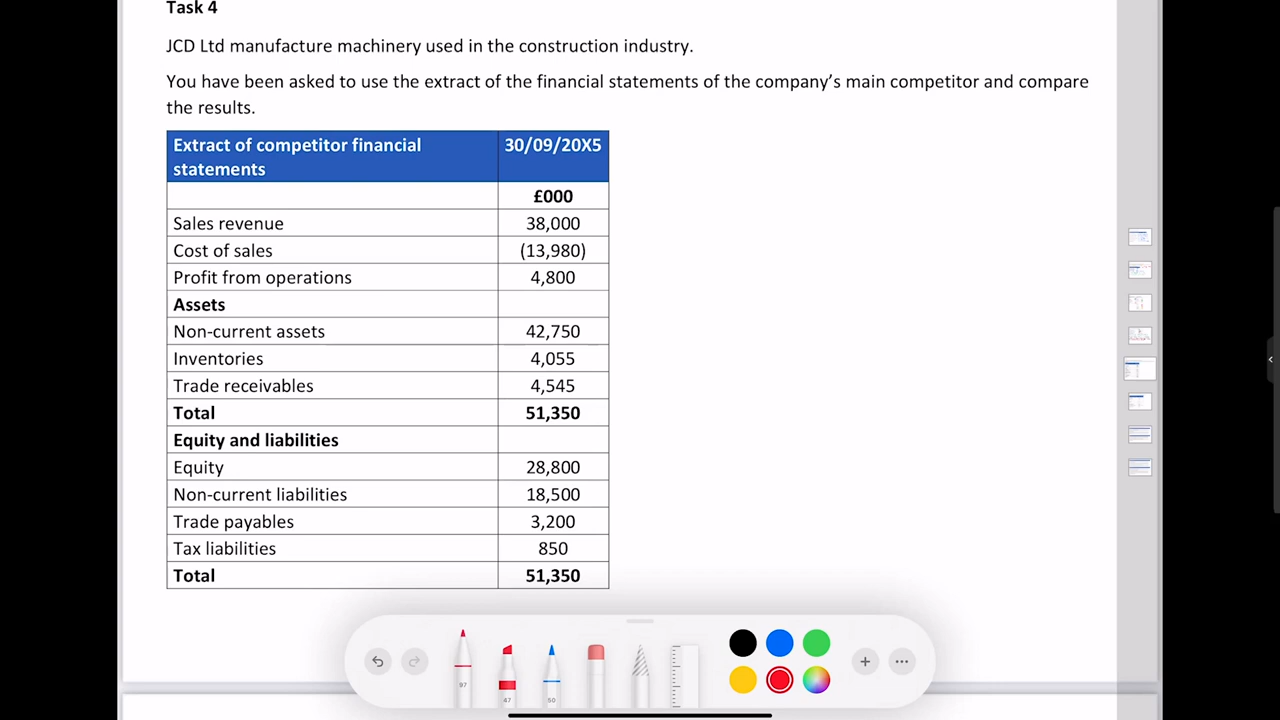 Task 4
JCD Ltd manufacture machinery used in the construction industry.
You have been asked to use the extract of the financial statements of the company's main competitor and compare
the results.
Extract of competitor financial statements 30/09/20X5
£000
Sales revenue 38,000
Cost of sales (13,980)
Profit from operations 4,800
Assets
Non-current assets 42,750
Inventories 4,055
Trade receivables 4,545
Total 51,350
Equity and liabilities
Equity 28,800
Non-current liabilities 18,500
Trade payables 3,200
Tax liabilities 850
Total 51,350
97 47 50